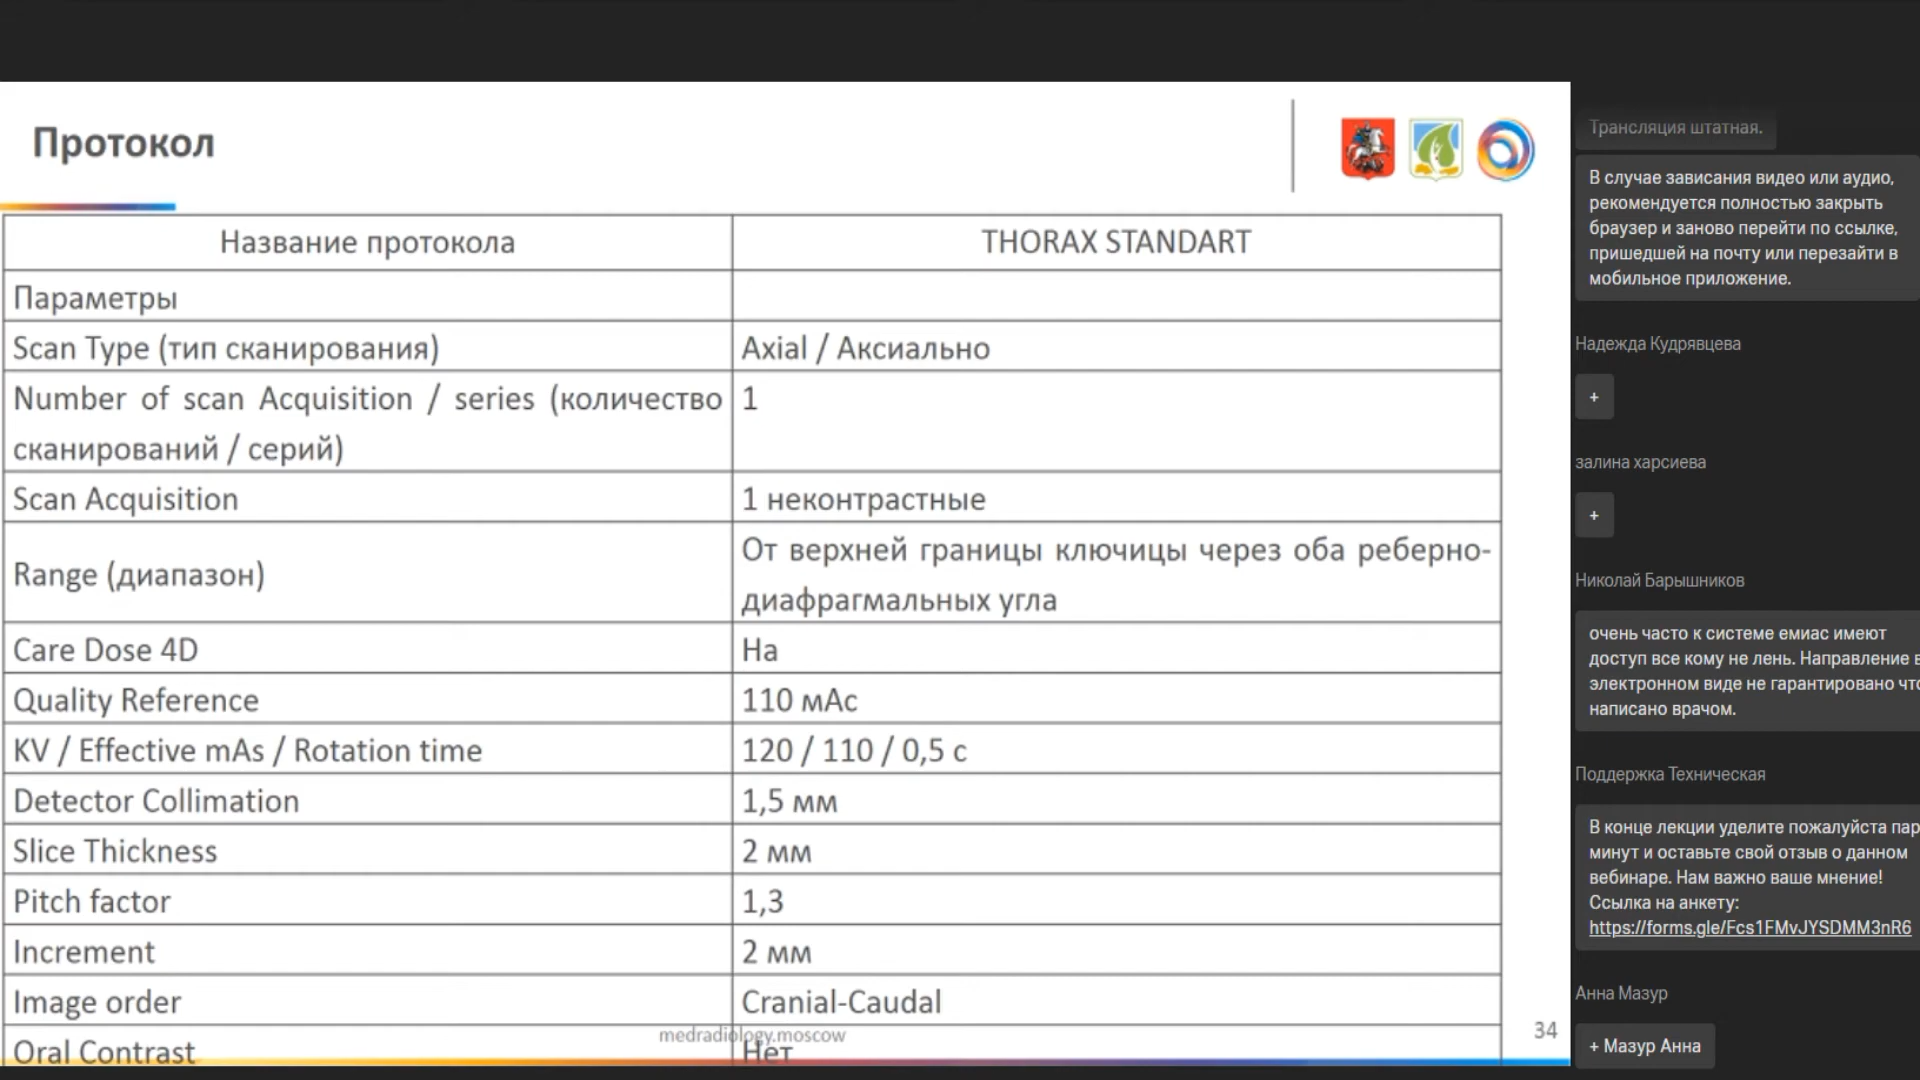 Протокол
Название протокола THORAX STANDART
Параметры
Scan Type (тип сканирования) Axial / Аксиально
Number of scan Acquisition / series (количество 1
сканирований / серий)
Scan Acquisition 1 неконтрастные
Range (диапазон) От верхней границы ключицы через оба реберно-
диафрагмальных угла
Care Dose 4D На
Quality Reference 110 мАс
KV / Effective mAs / Rotation time 120 / 110 / 0,5 с
Detector Collimation 1,5 мм
Slice Thickness 2 мм
Pitch factor 1,3
Increment 2 мм
Image order Cranial-Caudal
Oral Contrast Нет
medradiology.moscow
34
Трансляция штатная.
В случае зависания видео или аудио,
рекомендуется полностью закрыть
браузер и заново перейти по ссылке,
пришедшей на почту или перезайти в
мобильное приложение.
Надежда Кудрявцева
+
залина харсиева
+
Николай Барышников
очень часто к системе емиас имеют
доступ все кому не лень. Направление в
электронном виде не гарантировано что
написано врачом.
Поддержка Техническая
В конце лекции уделите пожалуйста пар
минут и оставьте свой отзыв о данном
вебинаре. Нам важно ваше мнение!
Ссылка на анкету:
https://forms.gle/Fcs1FMvJYSDMM3nR6
Анна Мазур
+ Мазур Анна